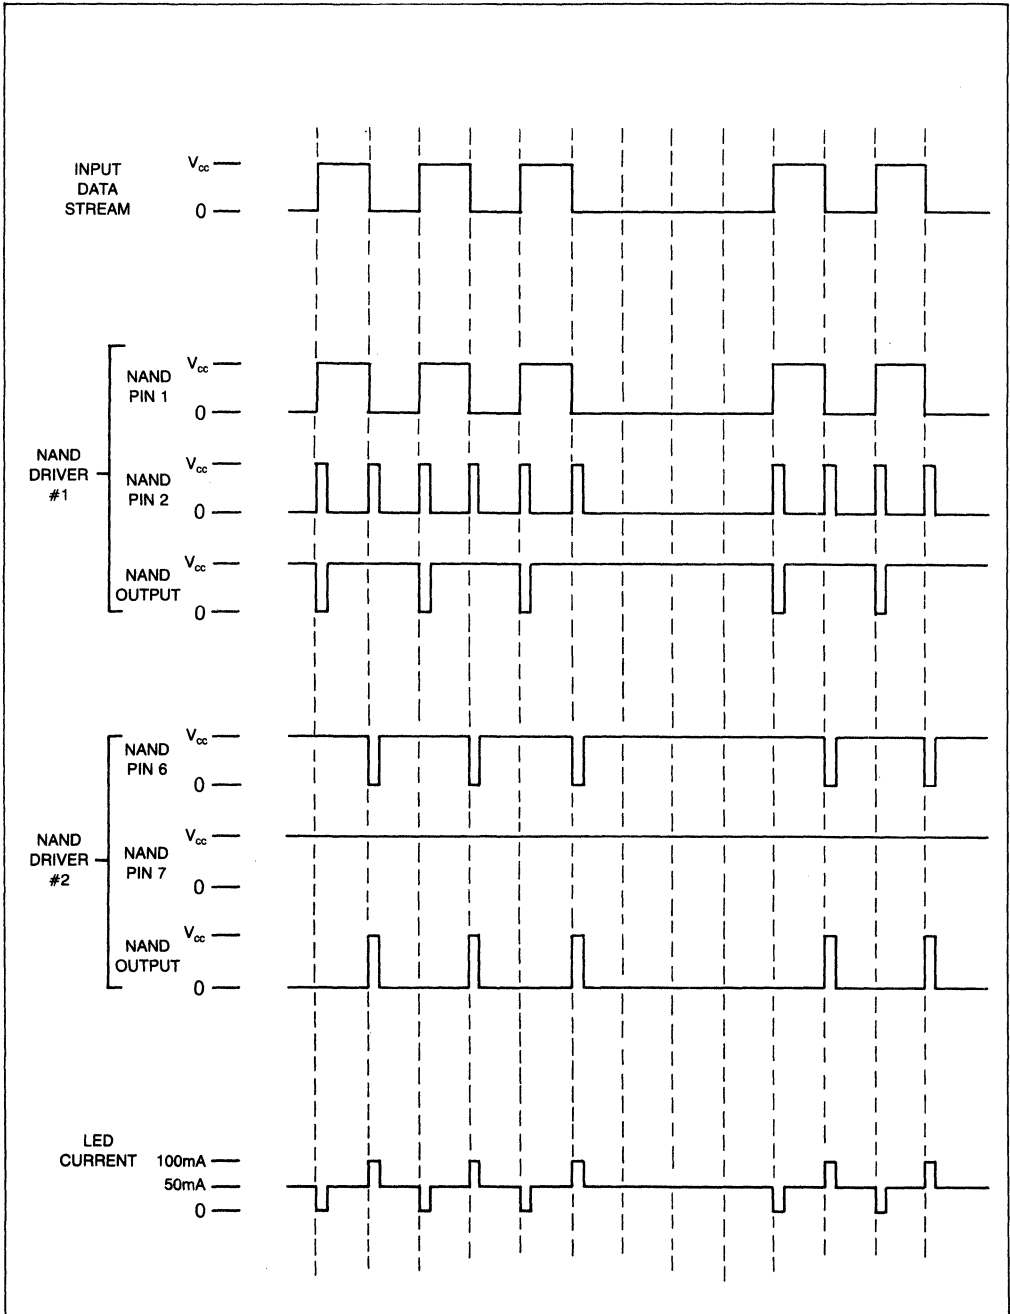 INPUT
DATA
STREAM
Vcc
0
NAND
DRIVER
#1
NAND
PIN 1
Vcc
0
NAND
PIN 2
Vcc
0
NAND
OUTPUT
Vcc
0
NAND
DRIVER
#2
NAND
PIN 6
Vcc
0
NAND
PIN 7
Vcc
0
NAND
OUTPUT
Vcc
0
LED
CURRENT
100mA
50mA
0